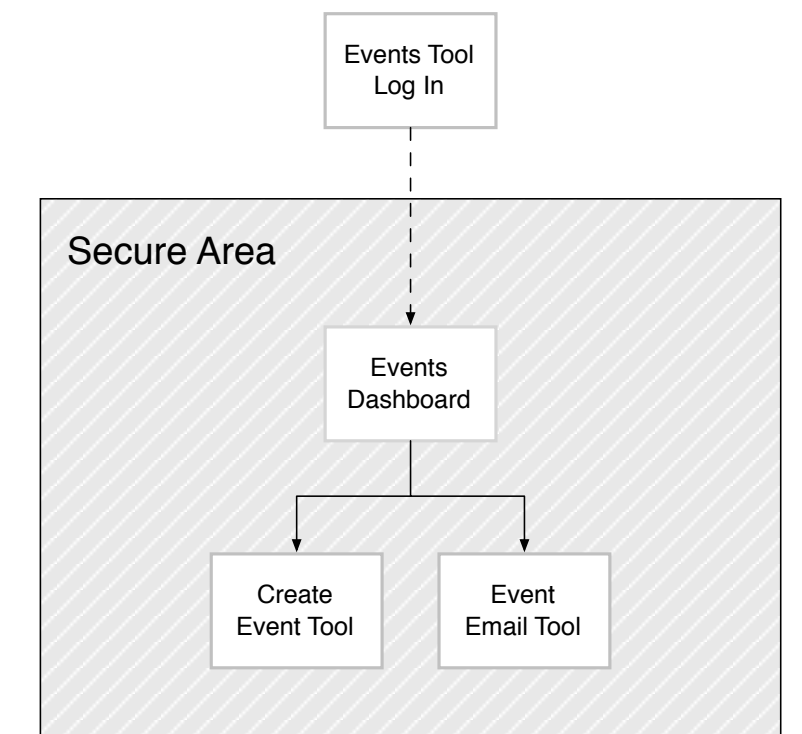 Events Tool
Log In
Secure Area
Events
Dashboard
Create
Event Tool
Event
Email Tool